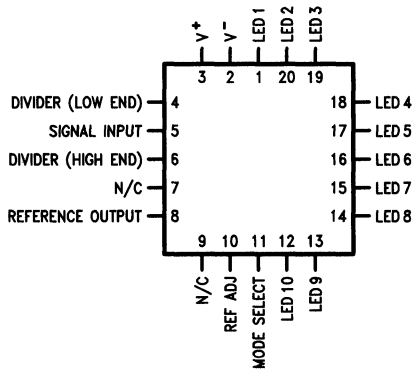 V+
V-
LED 1
LED 2
LED 3
3 2 1 20 19
DIVIDER (LOW END) 4
SIGNAL INPUT 5
DIVIDER (HIGH END) 6
N/C 7
REFERENCE OUTPUT 8
18 LED 4
17 LED 5
16 LED 6
15 LED 7
14 LED 8
9 10 11 12 13
N/C
REF ADJ
MODE SELECT
LED 10
LED 9